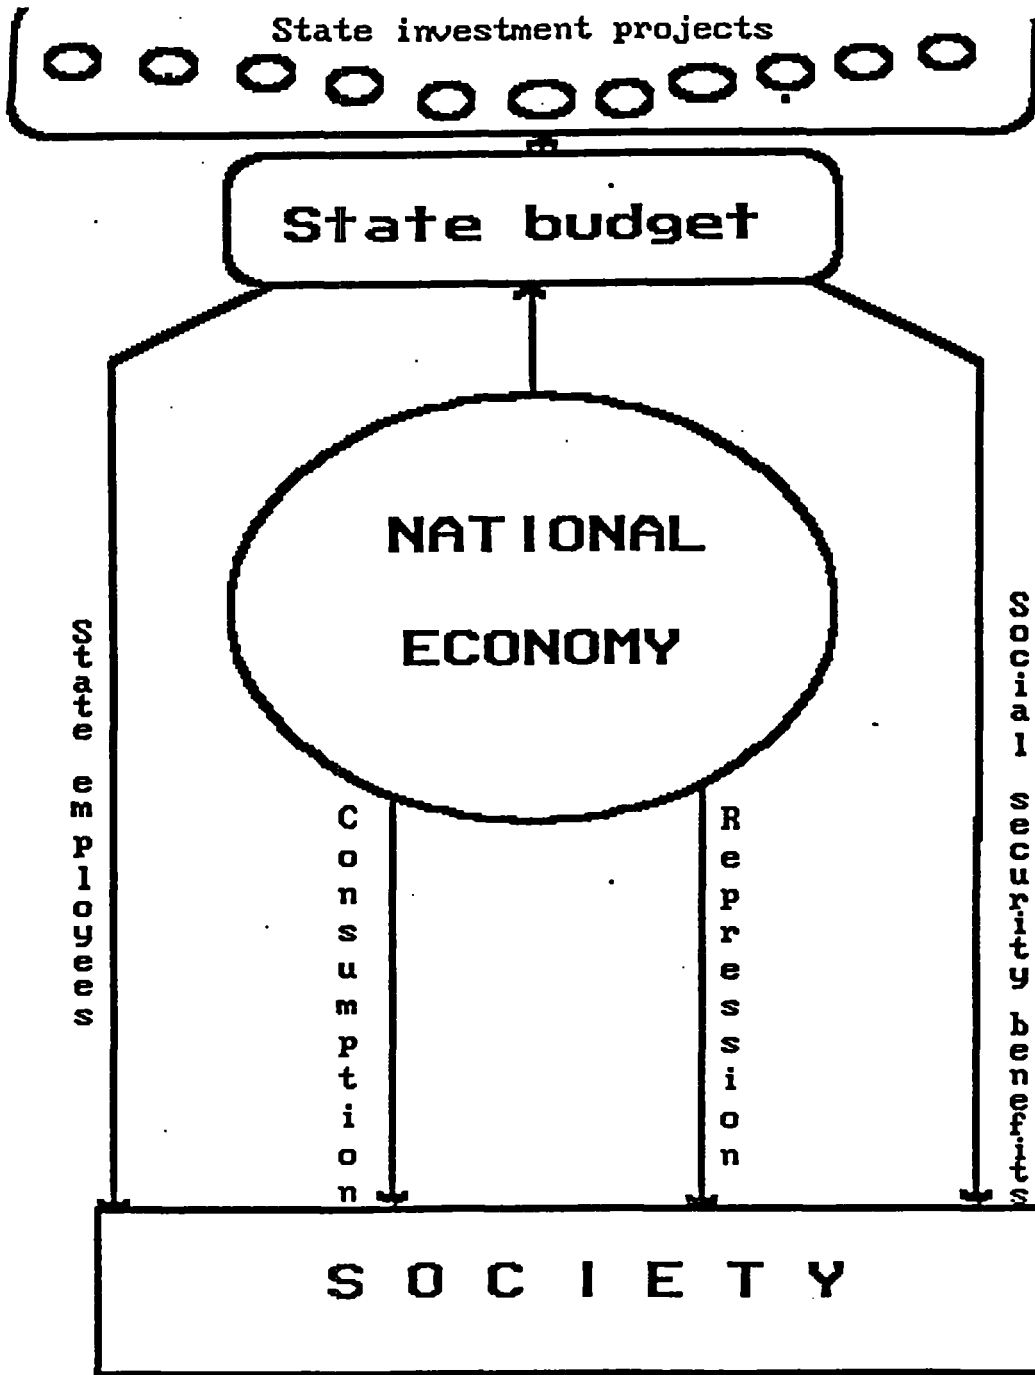 State investment projects
State budget
NATIONAL
ECONOMY
State employees
Consumption
Repression
Social security benefits
SOCIETY